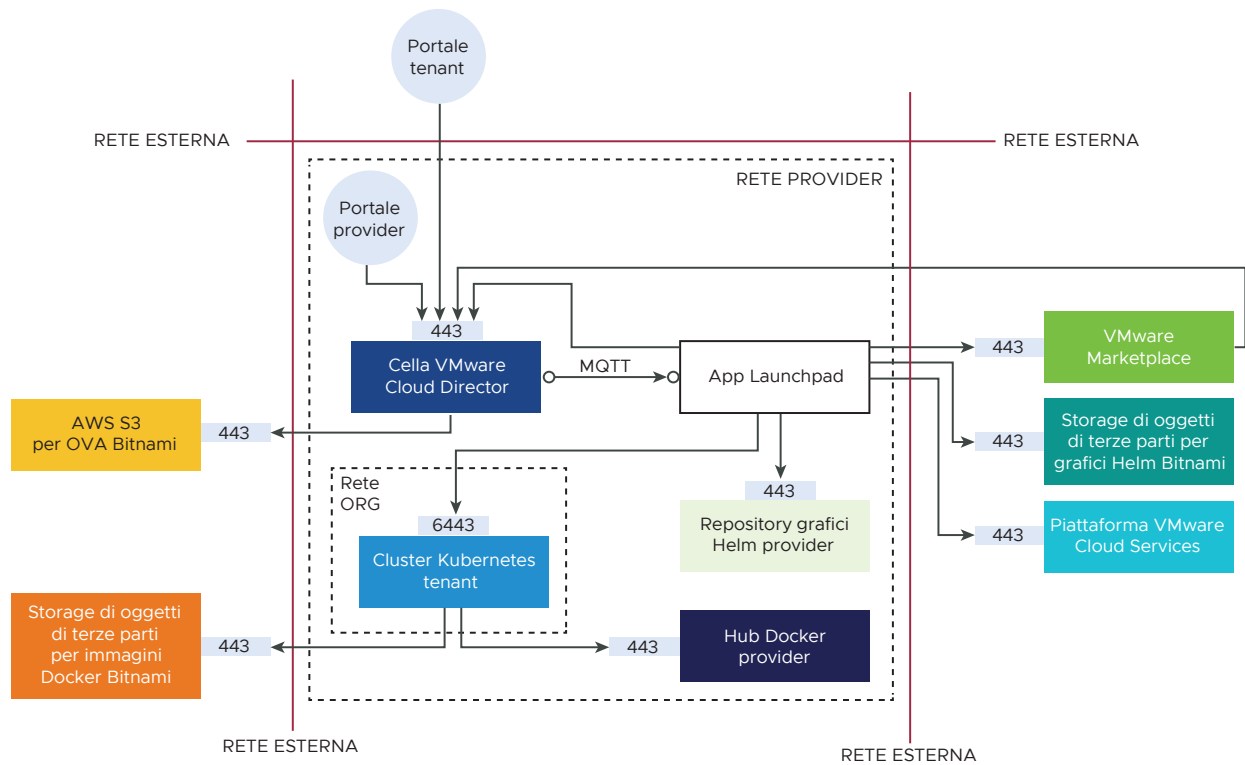 Portale
tenant
RETE ESTERNA
RETE ESTERNA
RETE PROVIDER
Portale
provider
443
Cella VMware
Cloud Director
MQTT
App Launchpad
443
VMware
Marketplace
AWS S3
per OVA Bitnami
443
443
Storage di oggetti
di terze parti per
grafici Helm Bitnami
Rete
ORG
6443
Cluster Kubernetes
tenant
443
Repository grafici
Helm provider
443
Piattaforma VMware
Cloud Services
Storage di oggetti
di terze parti
per immagini
Docker Bitnami
443
443
Hub Docker
provider
RETE ESTERNA
RETE ESTERNA